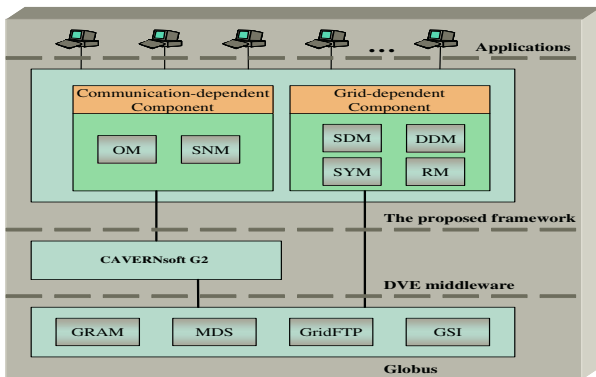 ...
Applications
Communication-dependent
Component
Grid-dependent
Component
OM
SNM
SDM
DDM
SYM
RM
The proposed framework
CAVERNsoft G2
DVE middleware
GRAM
MDS
GridFTP
GSI
Globus